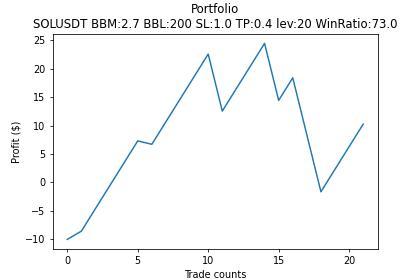 Portfolio
SOLUSDT BBM:2.7 BBL:200 SL:1.0 TP:0.4 lev:20 WinRatio:73.0
25
20
15
10
5
0
−5
−10
Profit ($)
0 5 10 15 20
Trade counts